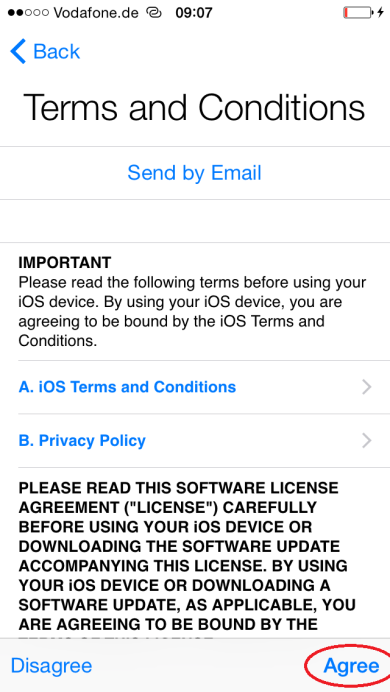 Vodafone.de 09:07
Back
Terms and Conditions
Send by Email
IMPORTANT
Please read the following terms before using your
iOS device. By using your iOS device, you are
agreeing to be bound by the iOS Terms and
Conditions.
A. iOS Terms and Conditions
B. Privacy Policy
PLEASE READ THIS SOFTWARE LICENSE
AGREEMENT ("LICENSE") CAREFULLY
BEFORE USING YOUR iOS DEVICE OR
DOWNLOADING THE SOFTWARE UPDATE
ACCOMPANYING THIS LICENSE. BY USING
YOUR iOS DEVICE OR DOWNLOADING A
SOFTWARE UPDATE, AS APPLICABLE, YOU
ARE AGREEING TO BE BOUND BY THE
Disagree Agree